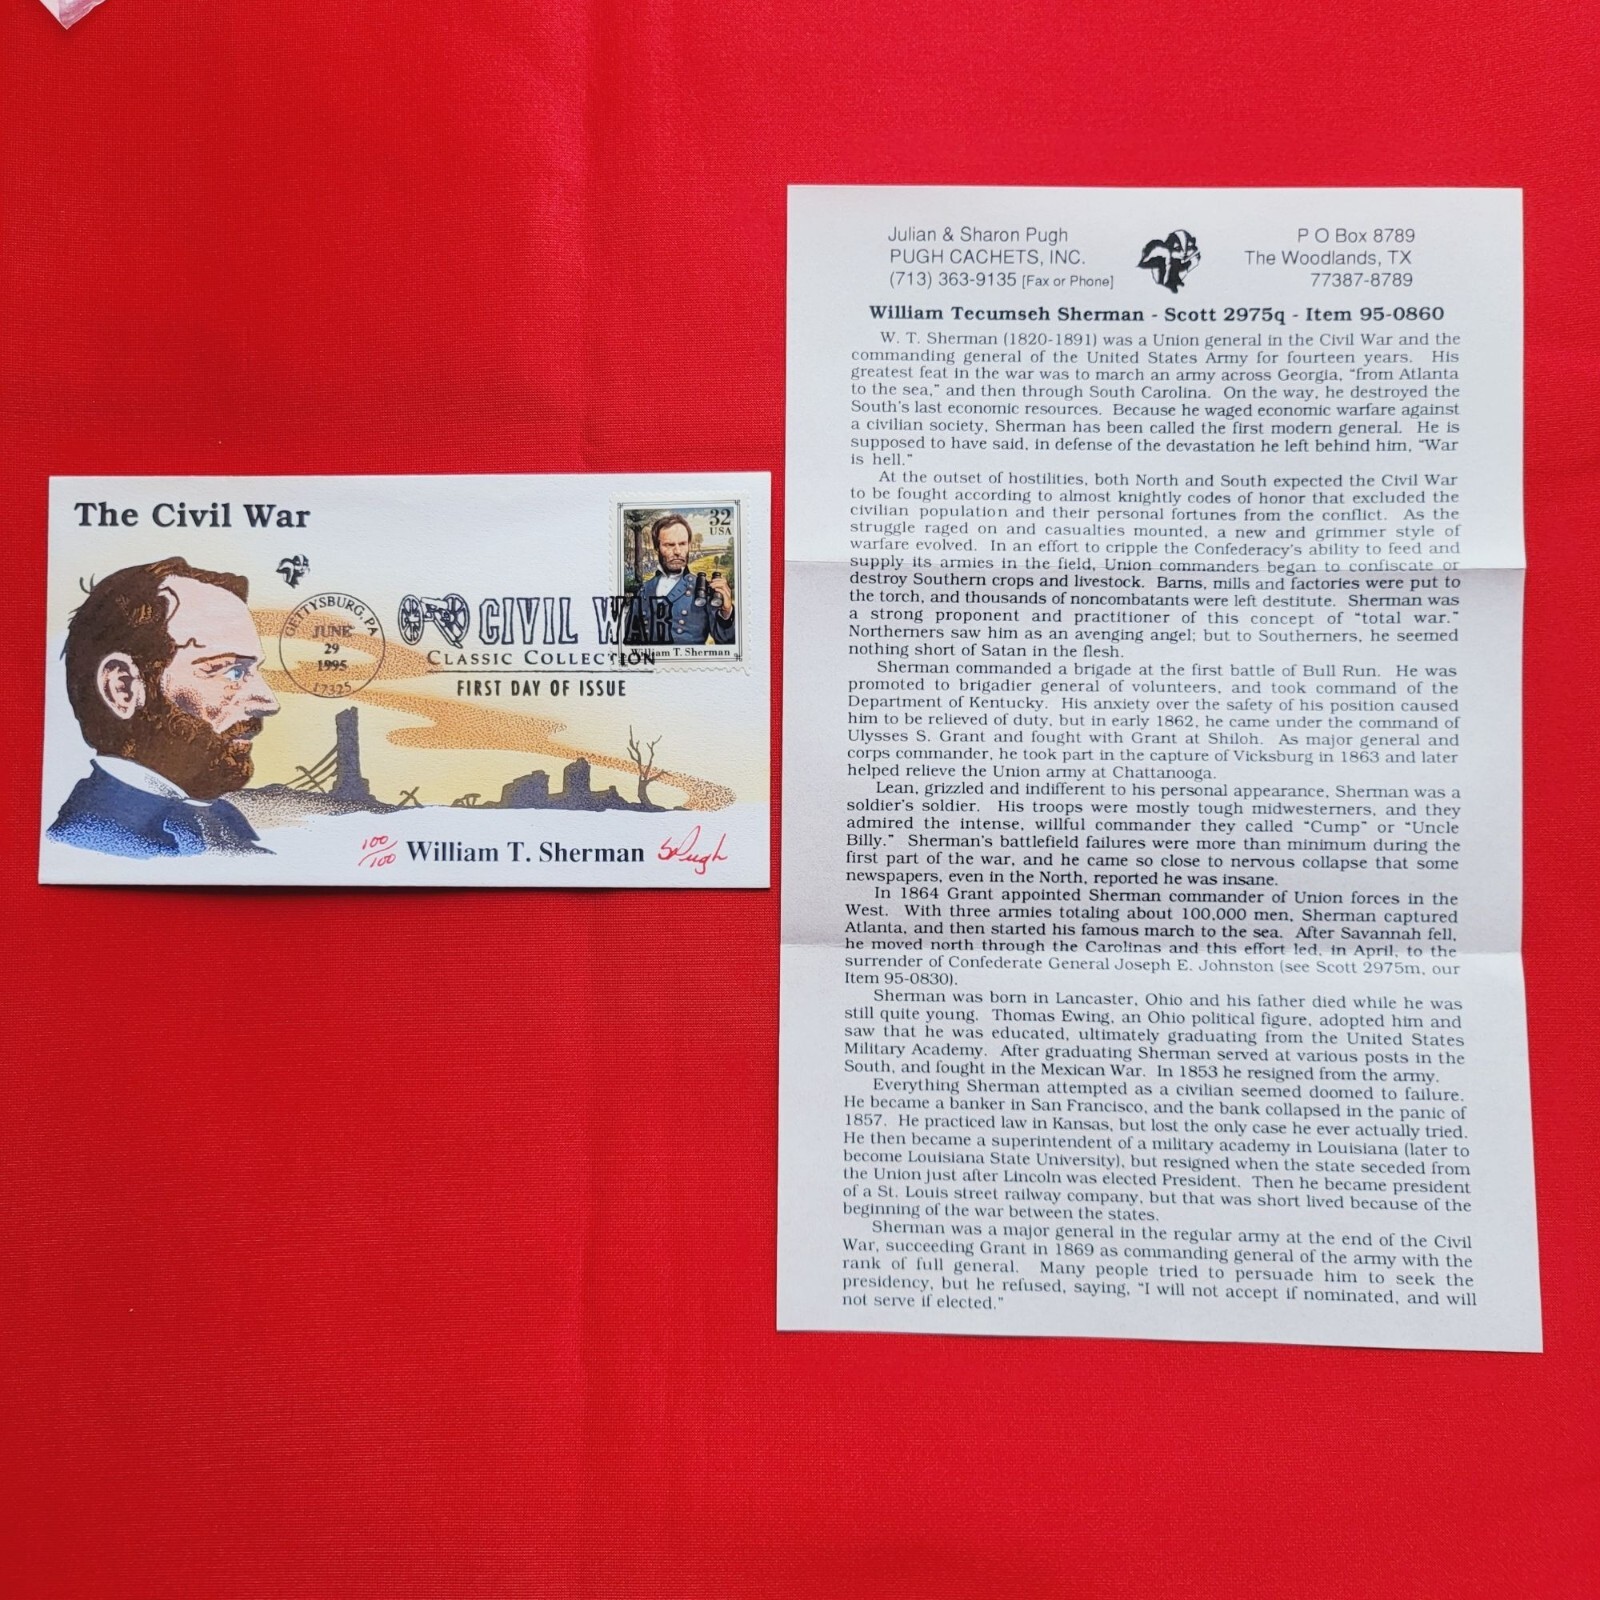 The Civil War
GETTYSBURG, PA
JUNE
29
1995
17325
CIVIL WAR
CLASSIC COLLECTION
FIRST DAY OF ISSUE
32
USA
William T. Sherman
100/100
William T. Sherman
SPugh
Julian & Sharon Pugh
PUGH CACHETS, INC.
(713) 363-9135 [Fax or Phone]
P O Box 8789
The Woodlands, TX
77387-8789
William Tecumseh Sherman - Scott 2975q - Item 95-0860
W. T. Sherman (1820-1891) was a Union general in the Civil War and the
commanding general of the United States Army for fourteen years. His
greatest feat in the war was to march an army across Georgia, "from Atlanta
to the sea," and then through South Carolina. On the way, he destroyed the
South's last economic resources. Because he waged economic warfare against
a civilian society, Sherman has been called the first modern general. He is
supposed to have said, in defense of the devastation he left behind him, "War
is hell."
At the outset of hostilities, both North and South expected the Civil War
to be fought according to almost knightly codes of honor that excluded the
civilian population and their personal fortunes from the conflict. As the
struggle raged on and casualties mounted, a new and grimmer style of
warfare evolved. In an effort to cripple the Confederacy's ability to feed and
supply its armies in the field, Union commanders began to confiscate or
destroy Southern crops and livestock. Barns, mills and factories were put to
the torch, and thousands of noncombatants were left destitute. Sherman was
a strong proponent and practitioner of this concept of "total war."
Northerners saw him as an avenging angel; but to Southerners, he seemed
nothing short of Satan in the flesh.
Sherman commanded a brigade at the first battle of Bull Run. He was
promoted to brigadier general of volunteers, and took command of the
Department of Kentucky. His anxiety over the safety of his position caused
him to be relieved of duty, but in early 1862, he came under the command of
Ulysses S. Grant and fought with Grant at Shiloh. As major general and
corps commander, he took part in the capture of Vicksburg in 1863 and later
helped relieve the Union army at Chattanooga.
Lean, grizzled and indifferent to his personal appearance, Sherman was a
soldier's soldier. His troops were mostly tough midwesterners, and they
admired the intense, willful commander they called "Cump" or "Uncle
Billy." Sherman's battlefield failures were more than minimum during the
first part of the war, and he came so close to nervous collapse that some
newspapers, even in the North, reported he was insane.
In 1864 Grant appointed Sherman commander of Union forces in the
West. With three armies totaling about 100,000 men, Sherman captured
Atlanta, and then started his famous march to the sea. After Savannah fell,
he moved north through the Carolinas and this effort led, in April, to the
surrender of Confederate General Joseph E. Johnston (see Scott 2975m, our
Item 95-0830).
Sherman was born in Lancaster, Ohio and his father died while he was
still quite young. Thomas Ewing, an Ohio political figure, adopted him and
saw that he was educated, ultimately graduating from the United States
Military Academy. After graduating Sherman served at various posts in the
South, and fought in the Mexican War. In 1853 he resigned from the army.
Everything Sherman attempted as a civilian seemed doomed to failure.
He became a banker in San Francisco, and the bank collapsed in the panic of
1857. He practiced law in Kansas, but lost the only case he ever actually tried.
He then became a superintendent of a military academy in Louisiana (later to
become Louisiana State University), but resigned when the state seceded from
the Union just after Lincoln was elected President. Then he became president
of a St. Louis street railway company, but that was short lived because of the
beginning of the war between the states.
Sherman was a major general in the regular army at the end of the Civil
War, succeeding Grant in 1869 as commanding general of the army with the
rank of full general. Many people tried to persuade him to seek the
presidency, but he refused, saying, "I will not accept if nominated, and will
not serve if elected."